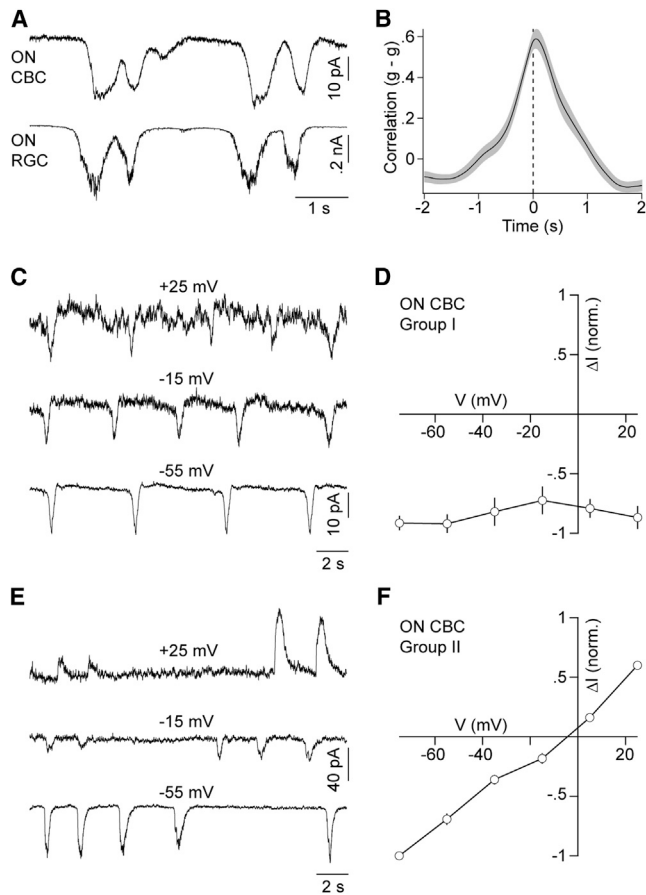 A
ON
CBC
10 pA
ON
RGC
.2 nA
1 s
B
Correlation (g - g)
.6
.4
.2
0
-2
-1
0
1
2
Time (s)
C
+25 mV
-15 mV
-55 mV
10 pA
2 s
D
ON CBC
Group I
1
ΔI (norm.)
.5
V (mV)
-60
-40
-20
20
-.5
-1
E
+25 mV
-15 mV
40 pA
-55 mV
2 s
F
ON CBC
Group II
1
ΔI (norm.)
.5
V (mV)
-60
-40
-20
20
-.5
-1